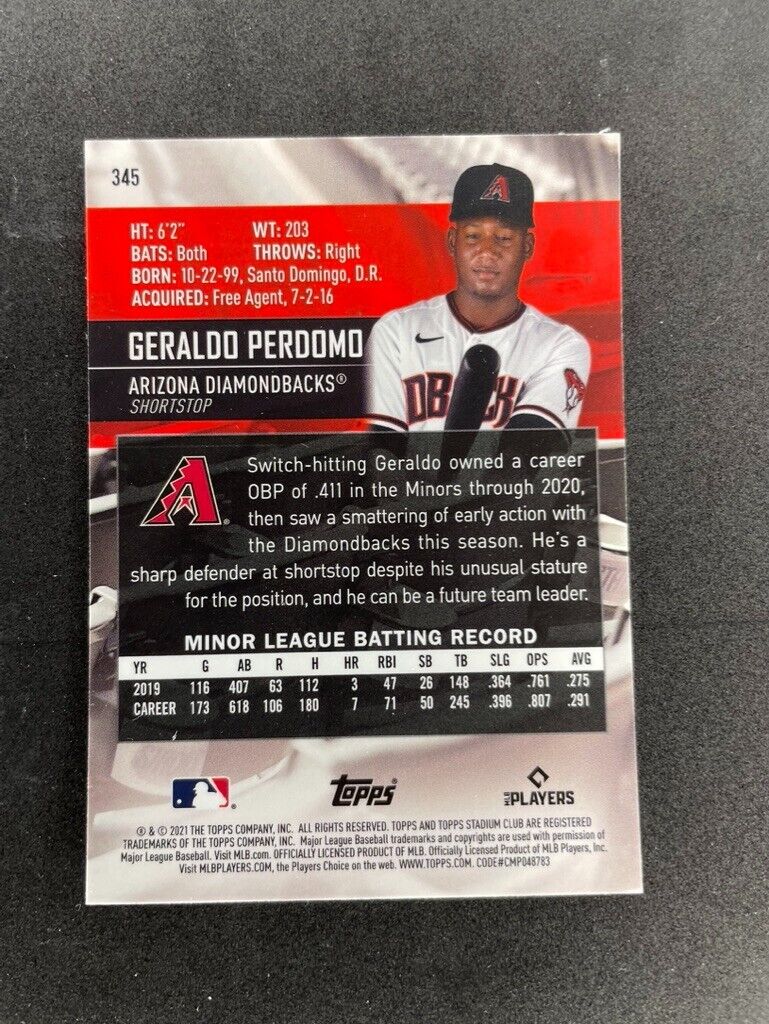 345
HT: 6'2" WT: 203
BATS: Both THROWS: Right
BORN: 10-22-99, Santo Domingo, D.R.
ACQUIRED: Free Agent, 7-2-16
GERALDO PERDOMO
ARIZONA DIAMONDBACKS®
SHORTSTOP
Switch-hitting Geraldo owned a career
OBP of .411 in the Minors through 2020,
then saw a smattering of early action with
the Diamondbacks this season. He's a
sharp defender at shortstop despite his unusual stature
for the position, and he can be a future team leader.
MINOR LEAGUE BATTING RECORD
YR G AB R H HR RBI SB TB SLG OPS AVG
2019 116 407 63 112 3 47 26 148 .364 .761 .275
CAREER 173 618 106 180 7 71 50 245 .396 .807 .291
Topps®
MLB PLAYERS
® & © 2021 THE TOPPS COMPANY, INC. ALL RIGHTS RESERVED. TOPPS AND TOPPS STADIUM CLUB ARE REGISTERED
TRADEMARKS OF THE TOPPS COMPANY, INC. Major League Baseball trademarks and copyrights are used with permission of
Major League Baseball. Visit MLB.com. OFFICIALLY LICENSED PRODUCT OF MLB. Officially Licensed Product of MLB Players, Inc.
Visit MLBPLAYERS.COM, the Players Choice on the web. WWW.TOPPS.COM. CODE#CMP048783